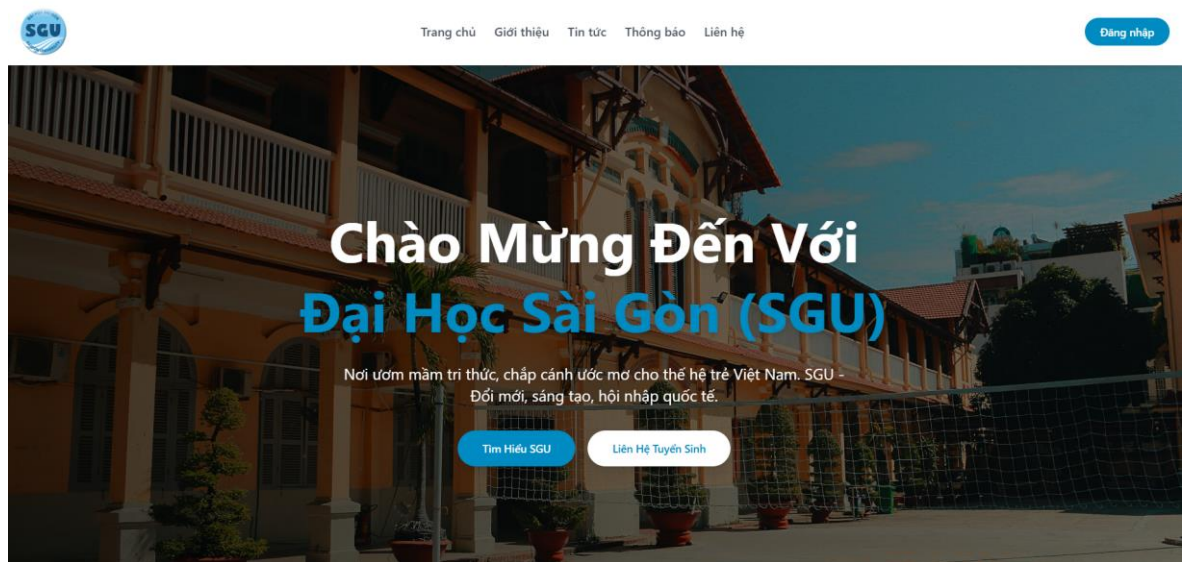 SGU
Trang chủ Giới thiệu Tin tức Thông báo Liên hệ
Đăng nhập
Chào Mừng Đến Với
Đại Học Sài Gòn (SGU)
Nơi ươm mầm tri thức, chắp cánh ước mơ cho thế hệ trẻ Việt Nam. SGU -
Đổi mới, sáng tạo, hội nhập quốc tế.
Tìm Hiểu SGU
Liên Hệ Tuyển Sinh